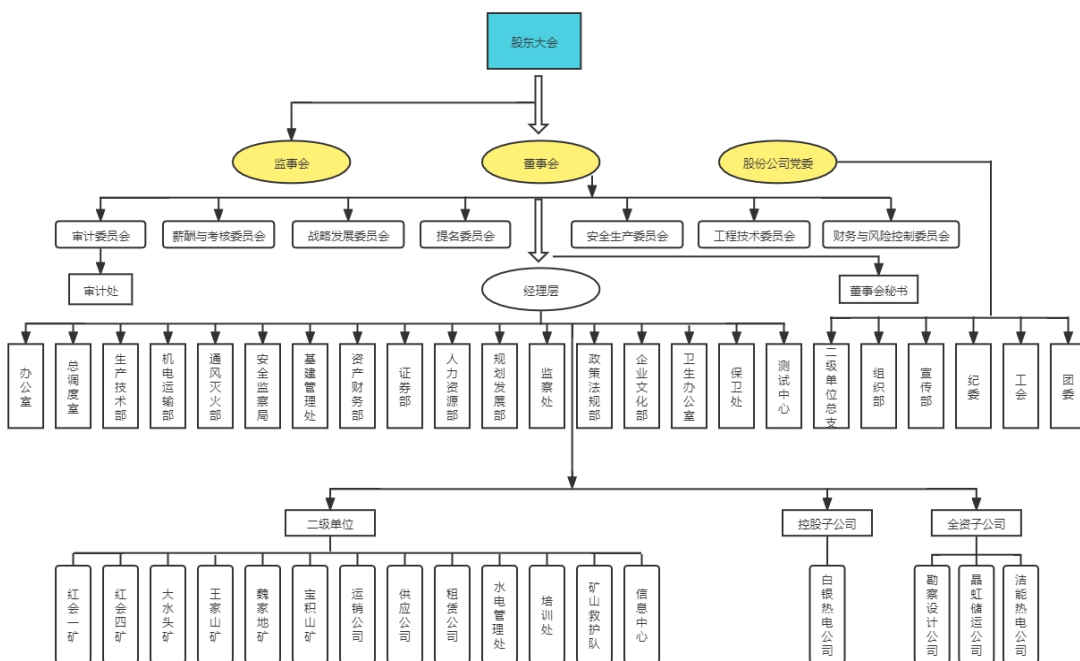 股东大会
监事会
董事会
股份公司党委
审计委员会
薪酬与考核委员会
战略发展委员会
提名委员会
安全生产委员会
工程技术委员会
财务与风险控制委员会
审计处
经理层
董事会秘书
办公室
总调度室
生产技术部
机电运输部
通风灭火部
安全监察局
基建管理处
资产财务部
证券部
人力资源部
规划发展部
监察处
政策法规部
企业文化部
卫生办公室
保卫处
测试中心
二级单位总支
组织部
宣传部
纪委
工会
团委
二级单位
控股子公司
全资子公司
红会一矿
红会四矿
大水头矿
王家山矿
魏家地矿
宝积山矿
运销公司
供应公司
租赁公司
水电管理处
培训处
矿山救护队
信息中心
白银热电公司
勘察设计公司
晶虹储运公司
洁能热电公司